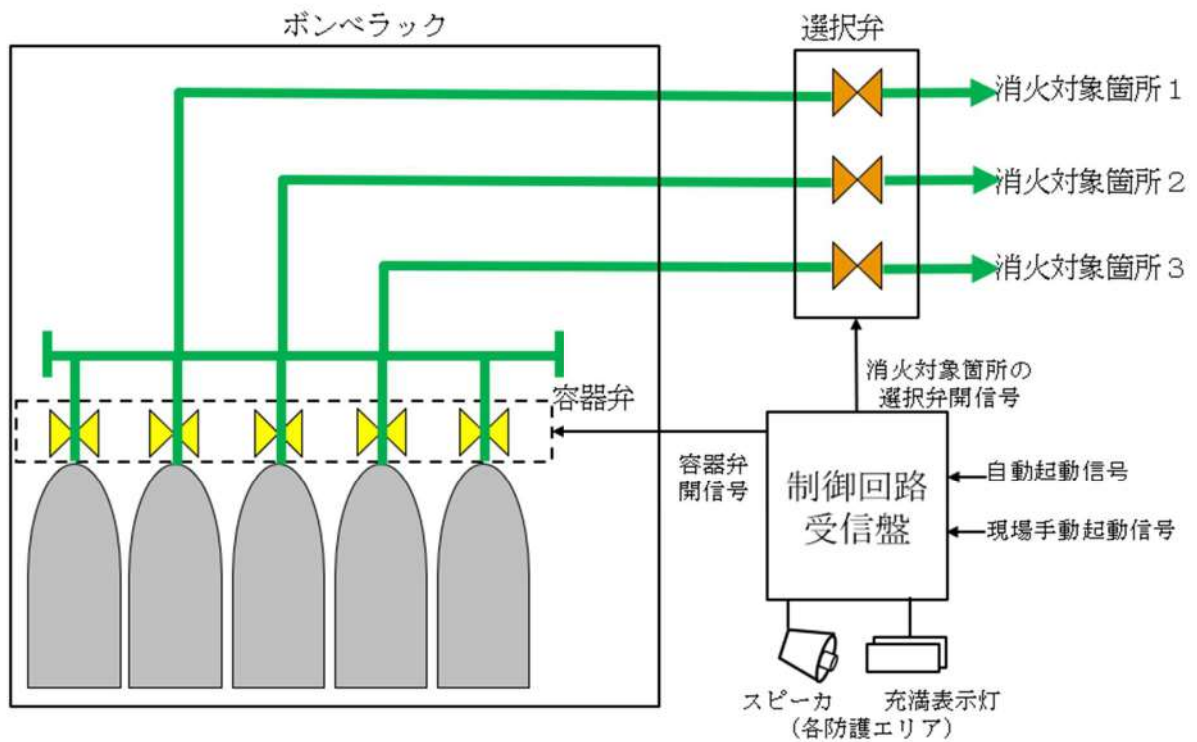 ボンベラック
選択弁
消火対象箇所１
消火対象箇所２
消火対象箇所３
消火対象箇所の
選択弁開信号
容器弁
容器弁
開信号
制御回路
受信盤
自動起動信号
現場手動起動信号
スピーカ
充満表示灯
（各防護エリア）